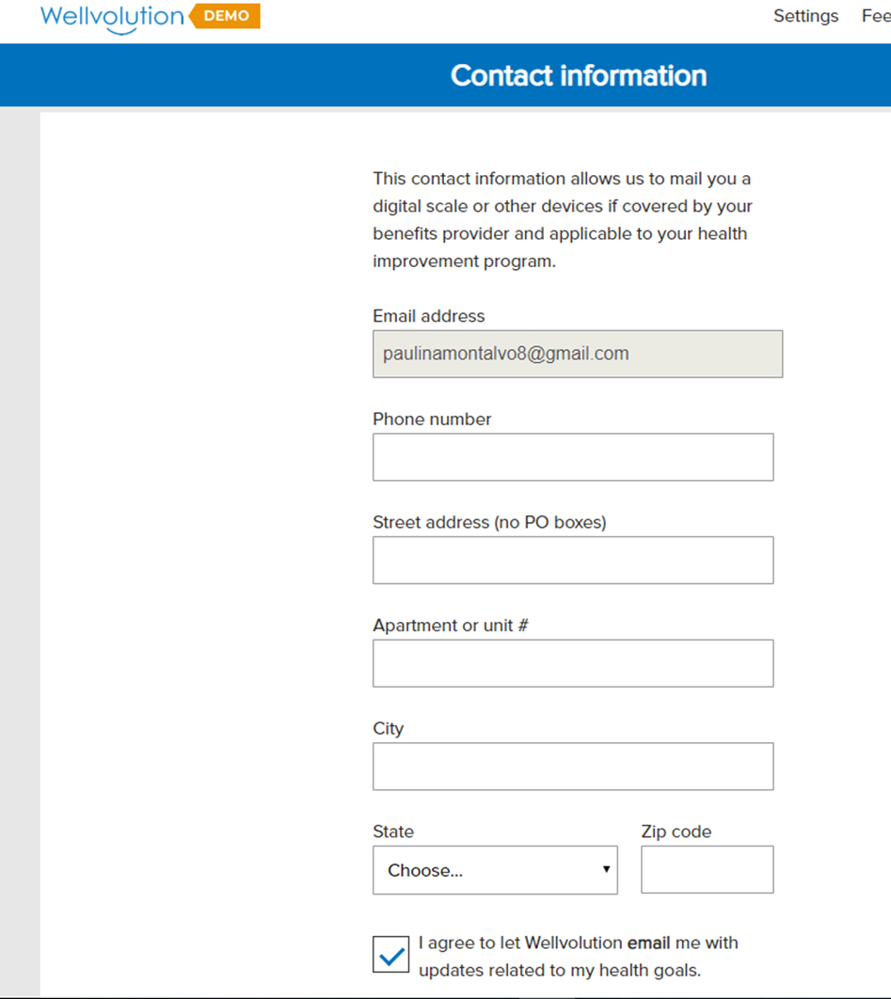 Wellvolution DEMO Settings
Contact information
This contact information allows us to mail you a
digital scale or other devices if covered by your
benefits provider and applicable to your health
improvement program.
Email address
paulinamontalvo8@gmail.com
Phone number
Street address (no PO boxes)
Apartment or unit #
City
State Zip code
Choose...
I agree to let Wellvolution email me with
updates related to my health goals.